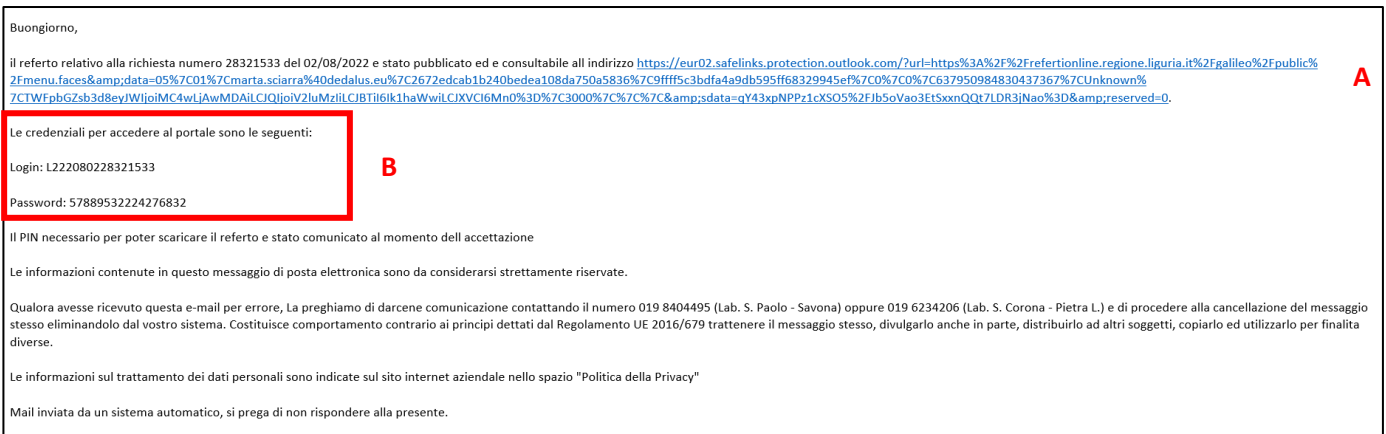 Buongiorno,
il referto relativo alla richiesta numero 28321533 del 02/08/2022 e stato pubblicato ed e consultabile all indirizzo https://eur02.safelinks.protection.outlook.com/?url=https%3A%2F%2Frefertionline.regione.liguria.it%2Fgalileo%2Fpublic%
2Fmenu.faces&amp;data=05%7C01%7Cmarta.sciarra%40dedalus.eu%7C2672edcab1b240bedea108da750a5836%7C9ffff5c3bdfa4a9db595ff68329945ef%7C0%7C0%7C637950984830437367%7CUnknown%
7CTWFpbGZsb3d8eyJWIjoiMC4wLjAwMDAiLCJQIjoiV2luMzIiLCJBTiI6Ik1haWwiLCJXVCI6Mn0%3D%7C3000%7C%7C%7C&amp;sdata=qY43xpNPPz1cXSO5%2FJb5oVao3EtSxxnQQt7LDR3jNao%3D&amp;reserved=0.
A
Le credenziali per accedere al portale sono le seguenti:
Login: L222080228321533
B
Password: 57889532224276832
Il PIN necessario per poter scaricare il referto e stato comunicato al momento dell accettazione
Le informazioni contenute in questo messaggio di posta elettronica sono da considerarsi strettamente riservate.
Qualora avesse ricevuto questa e-mail per errore, La preghiamo di darcene comunicazione contattando il numero 019 8404495 (Lab. S. Paolo - Savona) oppure 019 6234206 (Lab. S. Corona - Pietra L.) e di procedere alla cancellazione del messaggio
stesso eliminandolo dal vostro sistema. Costituisce comportamento contrario ai principi dettati dal Regolamento UE 2016/679 trattenere il messaggio stesso, divulgarlo anche in parte, distribuirlo ad altri soggetti, copiarlo ed utilizzarlo per finalita
diverse.
Le informazioni sul trattamento dei dati personali sono indicate sul sito internet aziendale nello spazio "Politica della Privacy"
Mail inviata da un sistema automatico, si prega di non rispondere alla presente.